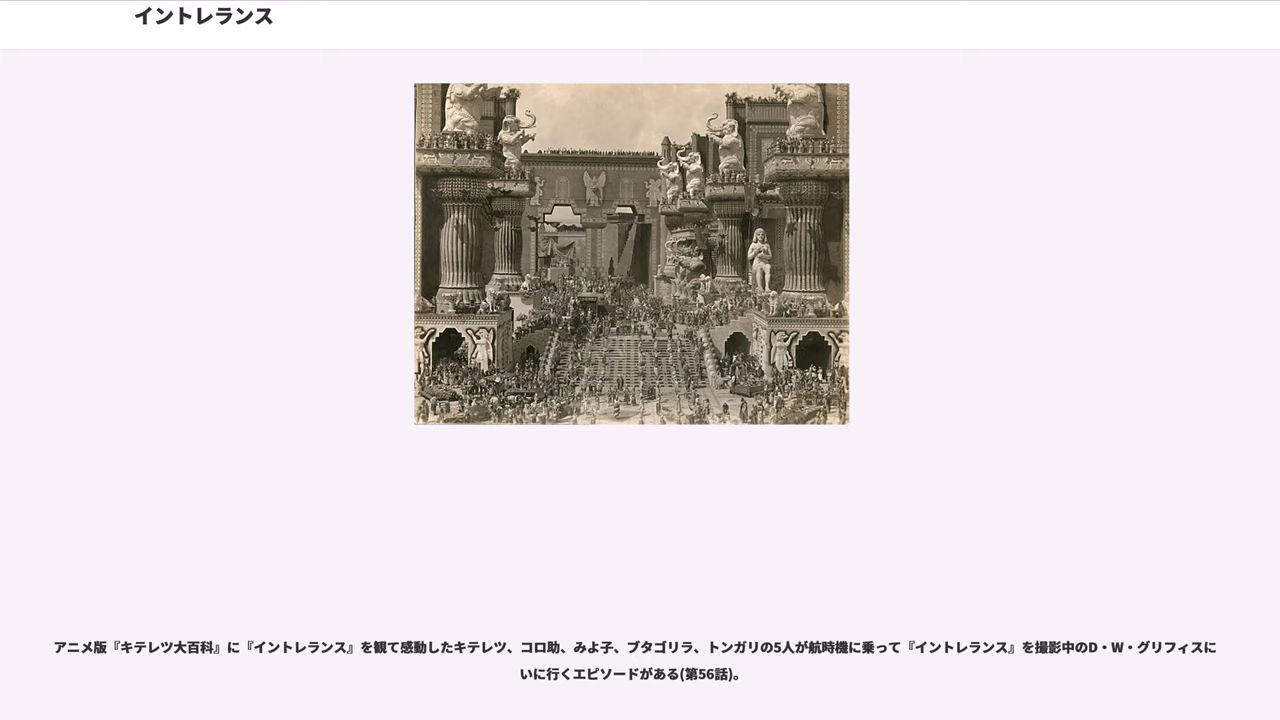 イントレランス
アニメ版『キテレツ大百科』に『イントレランス』を観て感動したキテレツ、コロ助、みよ子、ブタゴリラ、トンガリの5人が航時機に乗って『イントレランス』を撮影中のD・W・グリフィスに
いに行くエピソードがある(第56話)。